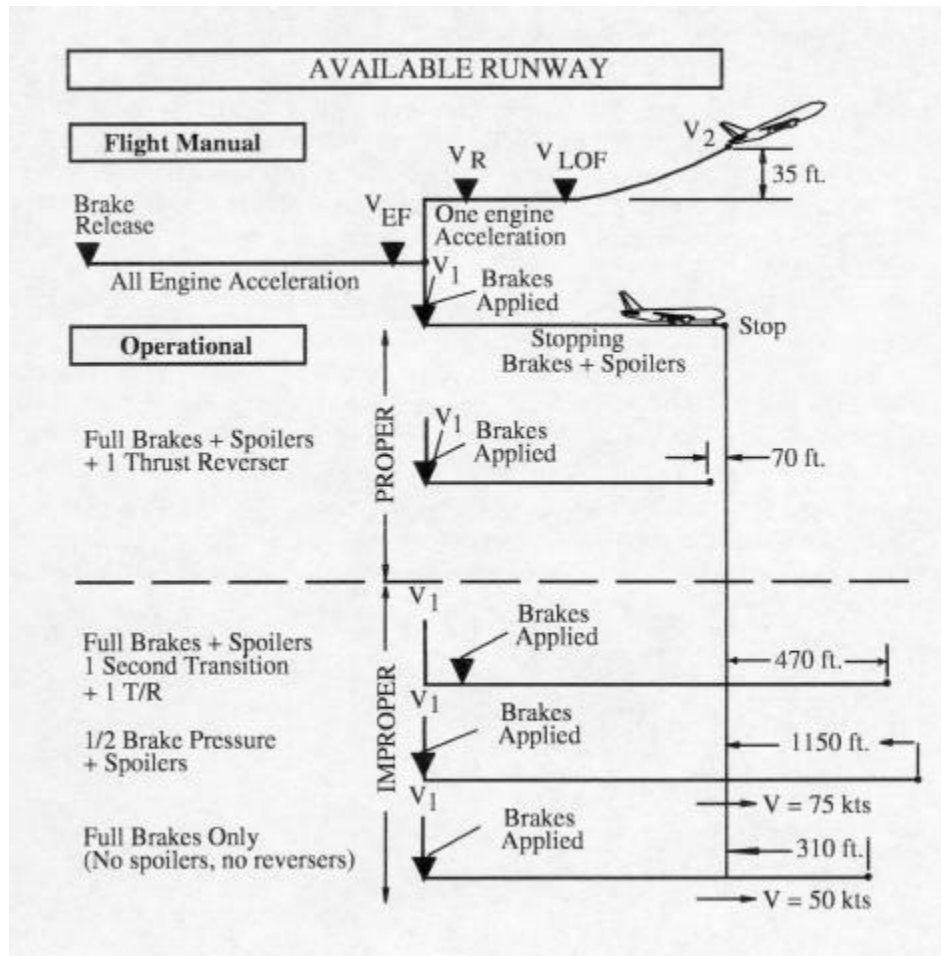 AVAILABLE RUNWAY
Flight Manual
V2
35 ft.
VR
VLOF
Brake
Release
VEF
One engine
Acceleration
All Engine Acceleration
V1
Brakes
Applied
Stop
Operational
Stopping
Brakes + Spoilers
PROPER
Full Brakes + Spoilers
+ 1 Thrust Reverser
V1
Brakes
Applied
70 ft.
IMPROPER
V1
Brakes
Applied
Full Brakes + Spoilers
1 Second Transition
+ 1 T/R
470 ft.
V1
Brakes
Applied
1/2 Brake Pressure
+ Spoilers
1150 ft.
V = 75 kts
V1
Brakes
Applied
Full Brakes Only
(No spoilers, no reversers)
310 ft.
V = 50 kts